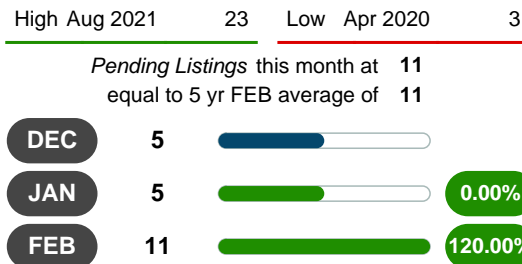 High Aug 2021 23 Low Apr 2020 3
Pending Listings this month at 11
equal to 5 yr FEB average of 11
DEC 5
JAN 5 0.00%
FEB 11 120.00%